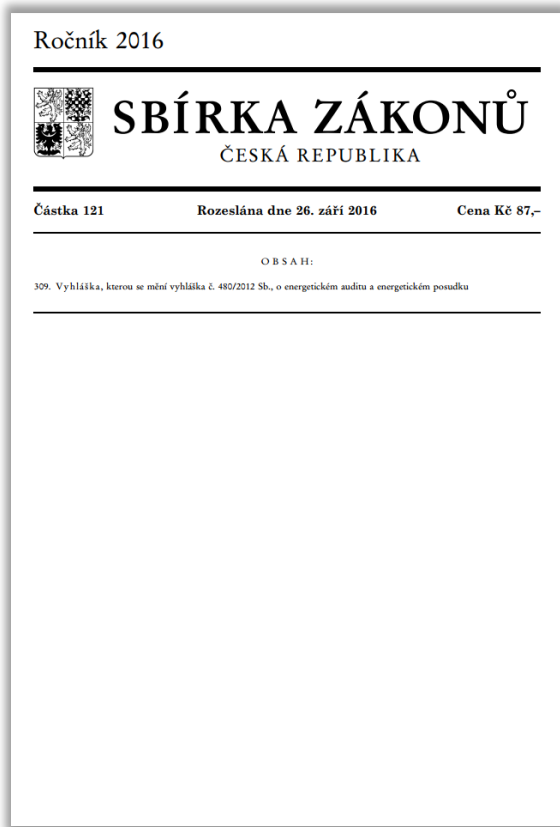 Ročník 2016
SBÍRKA ZÁKONŮ
ČESKÁ REPUBLIKA
Částka 121 Rozeslána dne 26. září 2016 Cena Kč 87,–
OBSAH:
309. Vyhláška, kterou se mění vyhláška č. 480/2012 Sb., o energetickém auditu a energetickém posudku